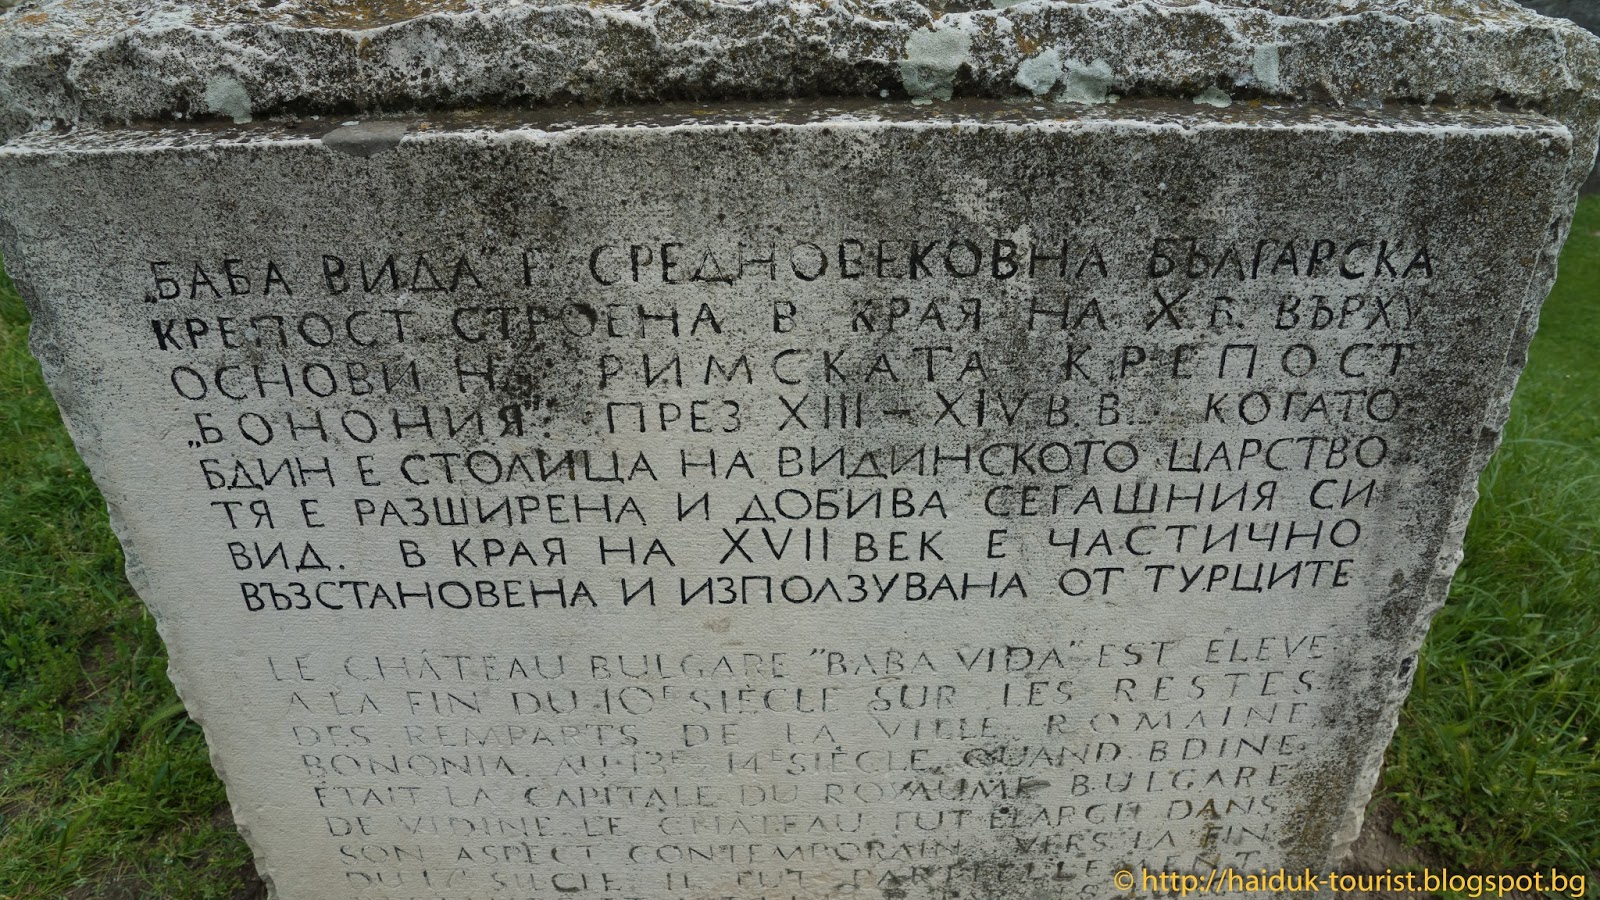 „БАБА ВИДА" Е СРЕДНОВЕКОВНА БЪЛГАРСКА
КРЕПОСТ. СТРОЕНА В КРАЯ НА X В. ВЪРХУ
ОСНОВИ НА РИМСКАТА КРЕПОСТ
„БОНОНИЯ". ПРЕЗ XIII – XIV В. В. КОГАТО
БДИН Е СТОЛИЦА НА ВИДИНСКОТО ЦАРСТВО
ТЯ Е РАЗШИРЕНА И ДОБИВА СЕГАШНИЯ СИ
ВИД. В КРАЯ НА XVII ВЕК Е ЧАСТИЧНО
ВЪЗСТАНОВЕНА И ИЗПОЛЗУВАНА ОТ ТУРЦИТЕ
LE CHÂTEAU BULGARE "BABA VIDA" EST ELEVE
A LA FIN DU 10E SIÈCLE SUR LES RESTES
DES REMPARTS DE LA VILLE ROMAINE
BONONIA. AU 13E – 14E SIÈCLE, QUAND BDINE
ÉTAIT LA CAPITALE DU ROYAUME BULGARE
DE VIDINE. LE CHÂTEAU FUT ÉLARGI DANS
SON ASPECT CONTEMPORAIN. VERS LA FIN
DU SIÈCLE IL FUT PARTIELLEMENT
© http://haiduk-tourist.blogspot.bg